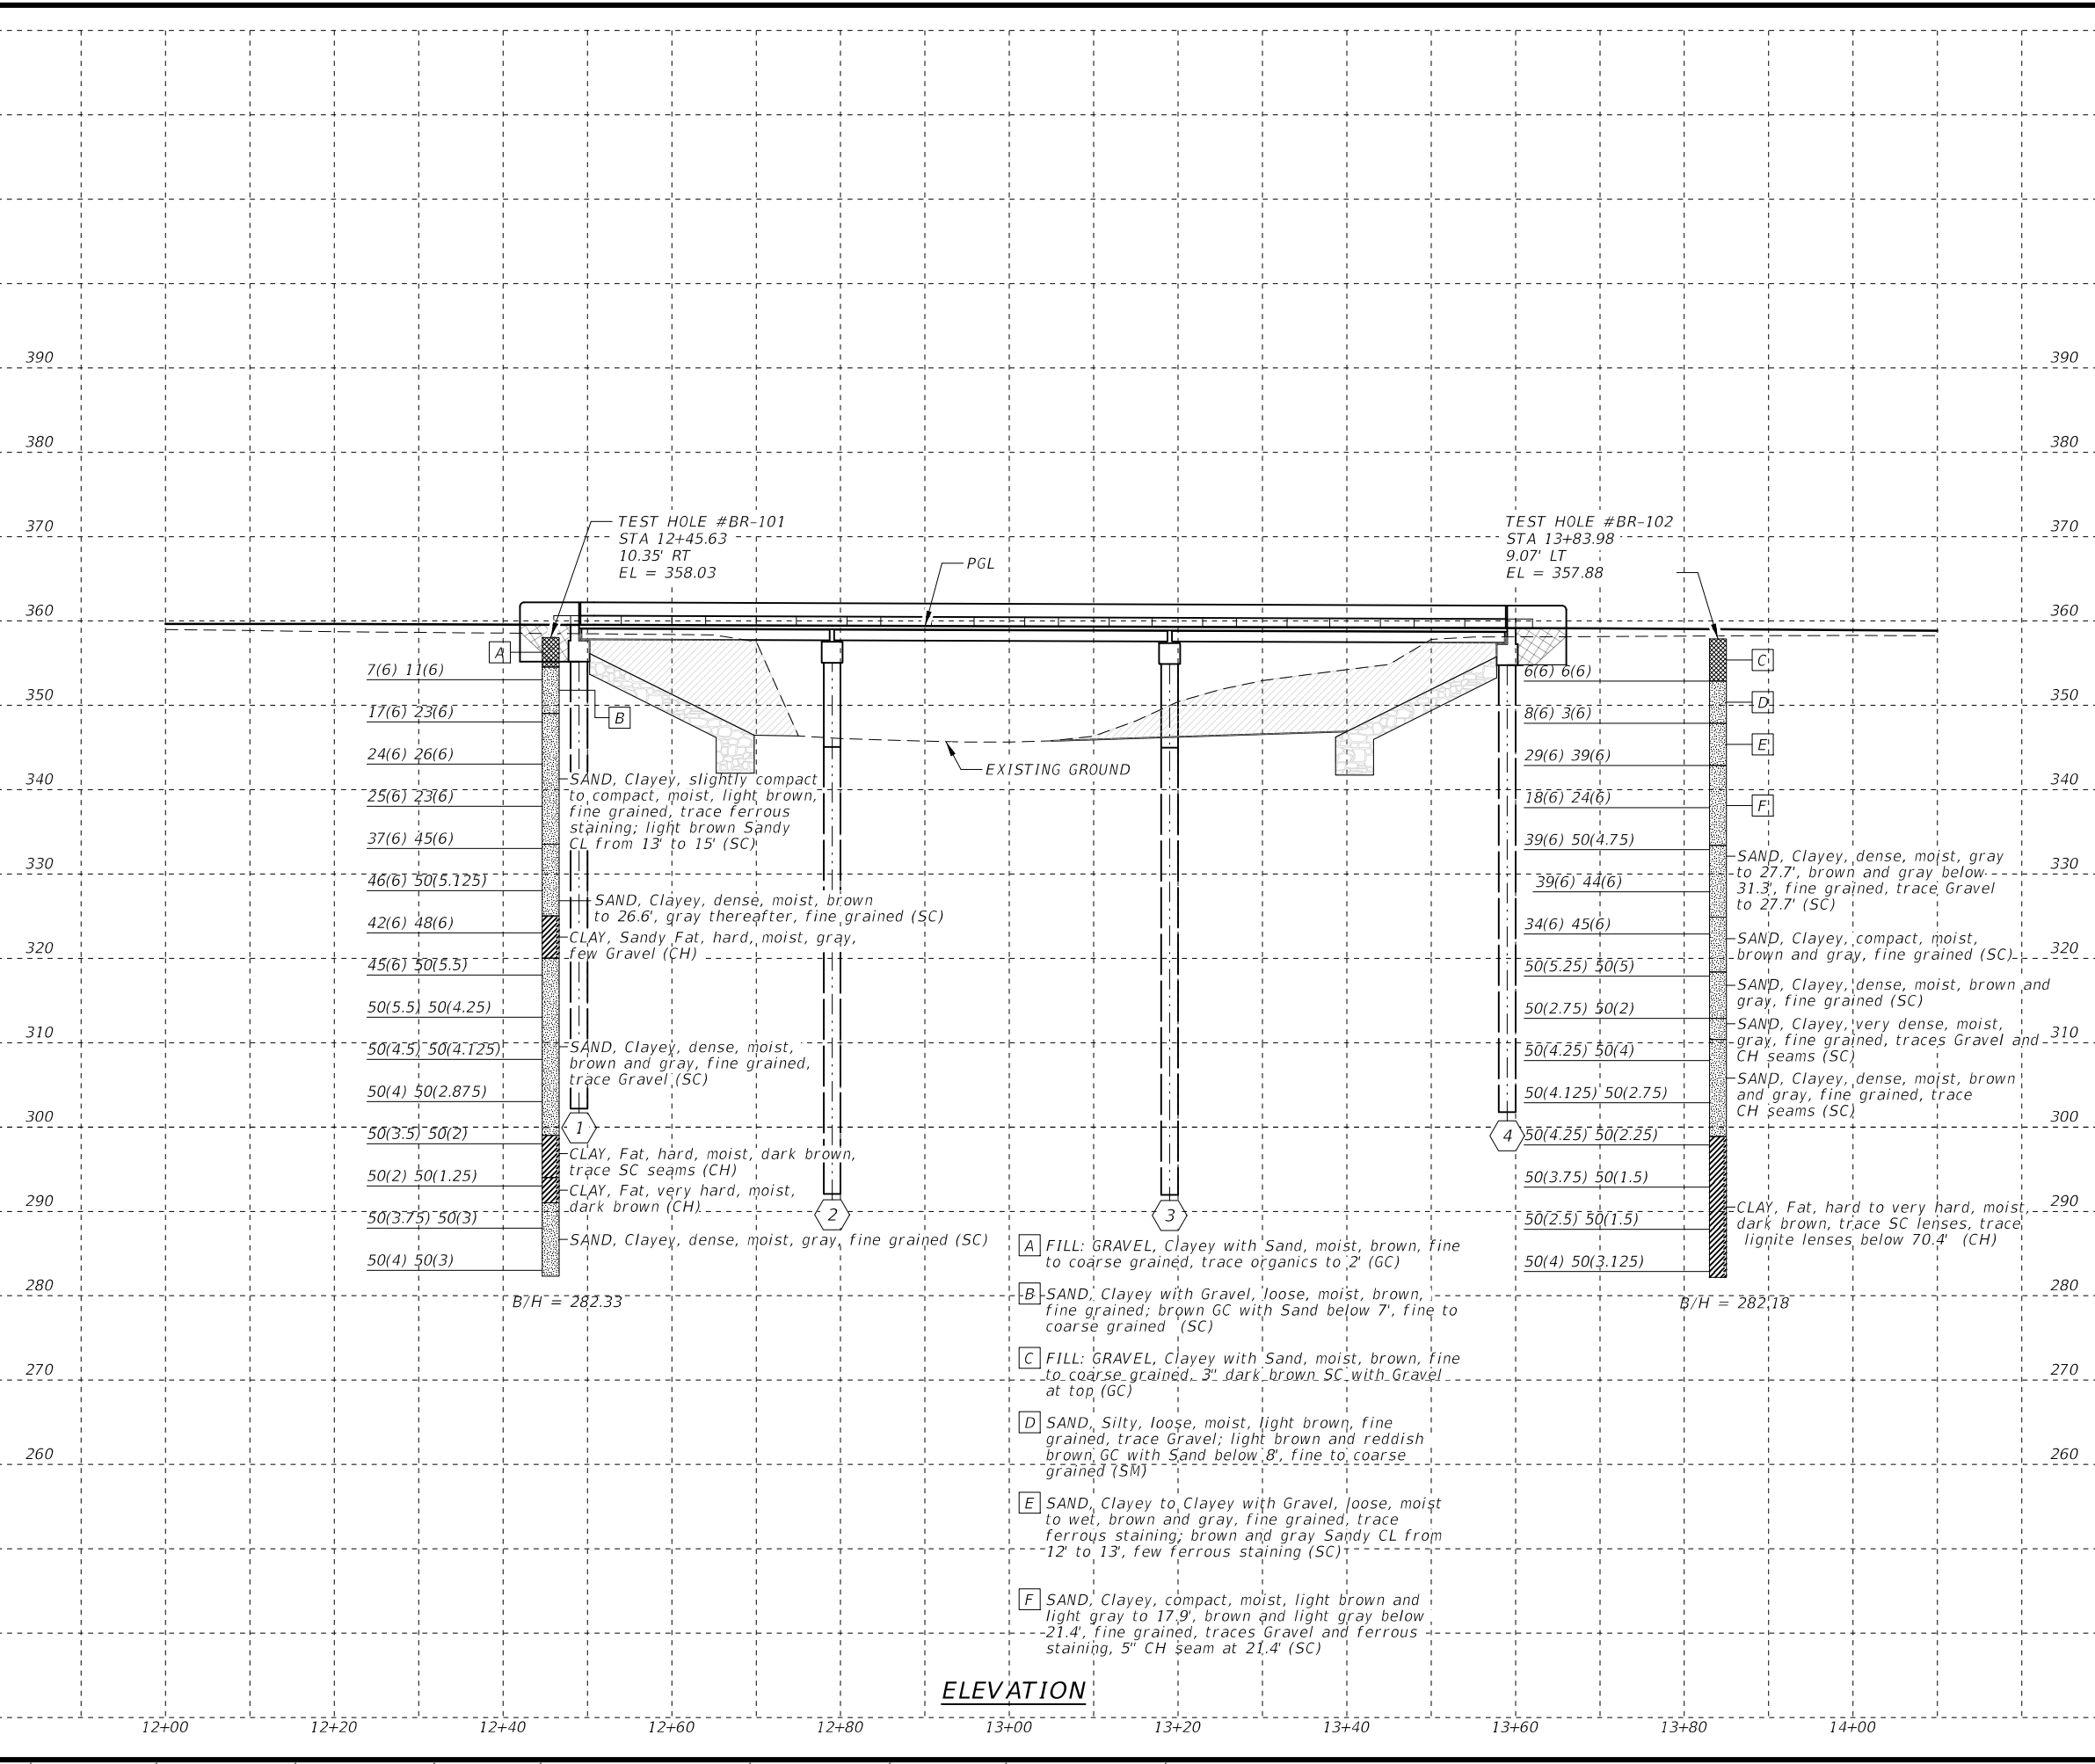 390
390
380
380
370
370
360
360
350
350
340
340
330
330
320
320
310
310
300
300
290
290
280
280
270
270
260
260
TEST HOLE #BR-101
STA 12+45.63
10.35' RT
EL = 358.03
PGL
TEST HOLE #BR-102
STA 13+83.98
9.07' LT
EL = 357.88
A
B
7(6) 11(6)
17(6) 23(6)
24(6) 26(6)
25(6) 23(6)
37(6) 45(6)
46(6) 50(5.125)
42(6) 48(6)
45(6) 50(5.5)
50(5.5) 50(4.25)
50(4.5) 50(4.125)
50(4) 50(2.875)
50(3.5) 50(2)
50(2) 50(1.25)
50(3.75) 50(3)
50(4) 50(3)
B/H = 282.33
SAND, Clayey, slightly compact
to compact, moist, light brown,
fine grained, trace ferrous
staining; light brown Sandy
CL from 13' to 15' (SC)
SAND, Clayey, dense, moist, brown
to 26.6', gray thereafter, fine grained (SC)
CLAY, Sandy Fat, hard, moist, gray,
few Gravel (CH)
SAND, Clayey, dense, moist,
brown and gray, fine grained,
trace Gravel (SC)
CLAY, Fat, hard, moist, dark brown,
trace SC seams (CH)
CLAY, Fat, very hard, moist,
dark brown (CH)
SAND, Clayey, dense, moist, gray, fine grained (SC)
EXISTING GROUND
1
2
3
4
6(6) 6(6)
8(6) 3(6)
29(6) 39(6)
18(6) 24(6)
39(6) 50(4.75)
39(6) 44(6)
34(6) 45(6)
50(5.25) 50(5)
50(2.75) 50(2)
50(4.25) 50(4)
50(4.125) 50(2.75)
50(4.25) 50(2.25)
50(3.75) 50(1.5)
50(2.5) 50(1.5)
50(4) 50(3.125)
B/H = 282.18
C
D
E
F
SAND, Clayey, dense, moist, gray
to 27.7', brown and gray below
31.3', fine grained, trace Gravel
to 27.7' (SC)
SAND, Clayey, compact, moist,
brown and gray, fine grained (SC)
SAND, Clayey, dense, moist, brown and
gray, fine grained (SC)
SAND, Clayey, very dense, moist,
gray, fine grained, traces Gravel and
CH seams (SC)
SAND, Clayey, dense, moist, brown
and gray, fine grained, trace
CH seams (SC)
CLAY, Fat, hard to very hard, moist,
dark brown, trace SC lenses, trace
lignite lenses below 70.4' (CH)
A FILL: GRAVEL, Clayey with Sand, moist, brown, fine
to coarse grained, trace organics to 2' (GC)
B SAND, Clayey with Gravel, loose, moist, brown,
fine grained; brown GC with Sand below 7', fine to
coarse grained (SC)
C FILL: GRAVEL, Clayey with Sand, moist, brown, fine
to coarse grained, 3" dark brown SC with Gravel
at top (GC)
D SAND, Silty, loose, moist, light brown, fine
grained, trace Gravel; light brown and reddish
brown GC with Sand below 8', fine to coarse
grained (SM)
E SAND, Clayey to Clayey with Gravel, loose, moist
to wet, brown and gray, fine grained, trace
ferrous staining; brown and gray Sandy CL from
12' to 13', few ferrous staining (SC)
F SAND, Clayey, compact, moist, light brown and
light gray to 17.9', brown and light gray below
21.4', fine grained, traces Gravel and ferrous
staining, 5" CH seam at 21.4' (SC)
ELEVATION
12+00
12+20
12+40
12+60
12+80
13+00
13+20
13+40
13+60
13+80
14+00